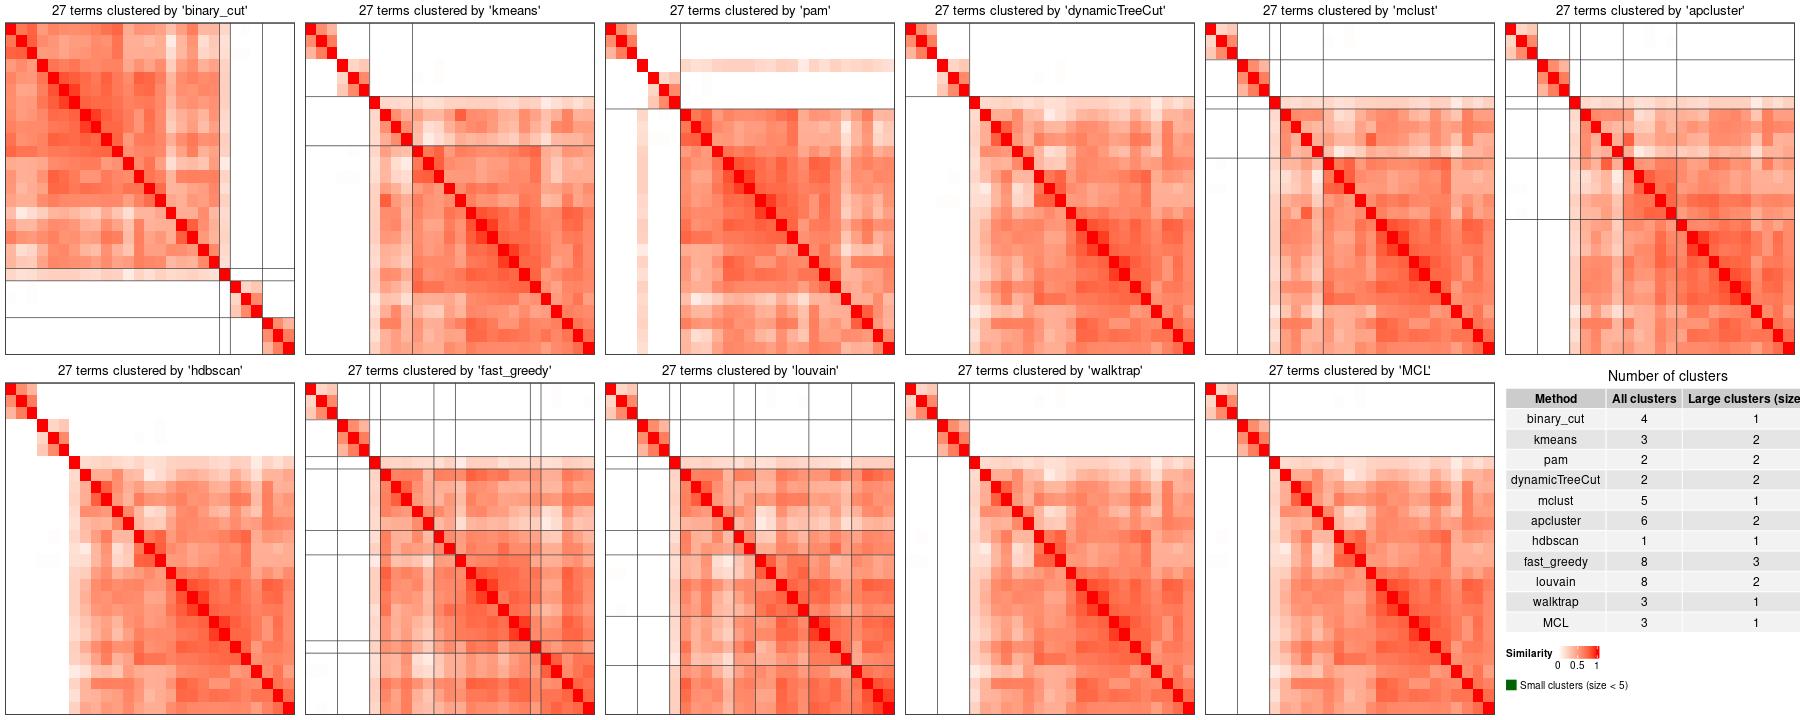 27 terms clustered by 'binary_cut'
27 terms clustered by 'kmeans'
27 terms clustered by 'pam'
27 terms clustered by 'dynamicTreeCut'
27 terms clustered by 'mclust'
27 terms clustered by 'apcluster'
27 terms clustered by 'hdbscan'
27 terms clustered by 'fast_greedy'
27 terms clustered by 'louvain'
27 terms clustered by 'walktrap'
27 terms clustered by 'MCL'
Number of clusters
Method All clusters Large clusters (size
binary_cut 4 1
kmeans 3 2
pam 2 2
dynamicTreeCut 2 2
mclust 5 1
apcluster 6 2
hdbscan 1 1
fast_greedy 8 3
louvain 8 2
walktrap 3 1
MCL 3 1
Similarity
0 0.5 1
Small clusters (size < 5)